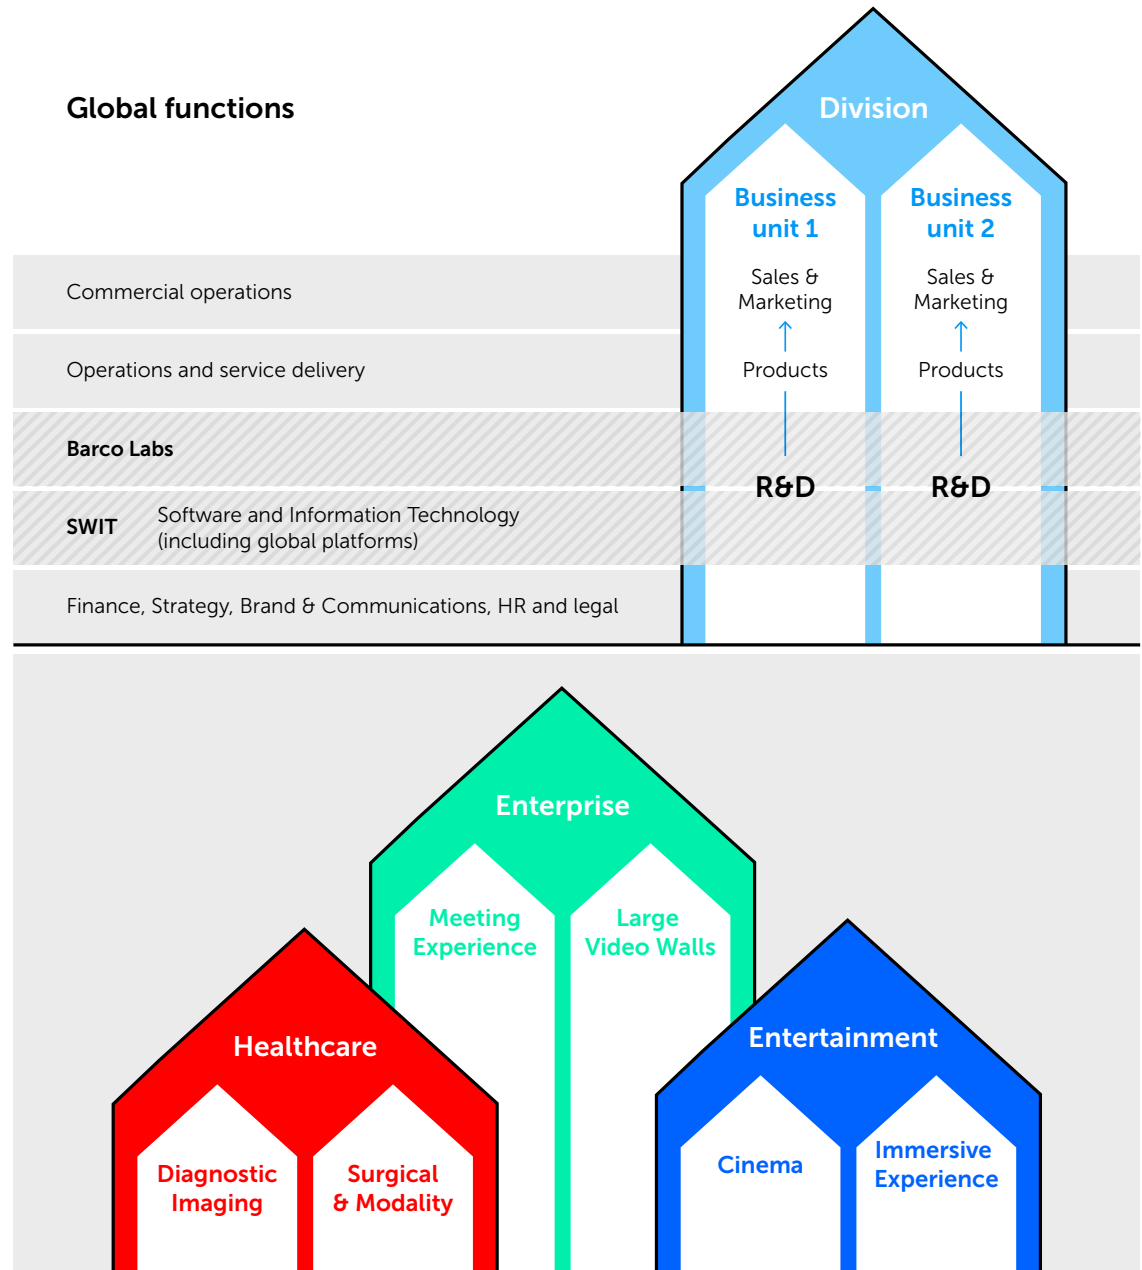 Global functions
Division
Business
unit 1
Business
unit 2
Commercial operations
Sales &
Marketing
Sales &
Marketing
Operations and service delivery
Products
Products
Barco Labs
R&D
R&D
SWIT
Software and Information Technology
(including global platforms)
Finance, Strategy, Brand & Communications, HR and legal
Enterprise
Meeting
Experience
Large
Video Walls
Healthcare
Diagnostic
Imaging
Surgical
& Modality
Entertainment
Cinema
Immersive
Experience